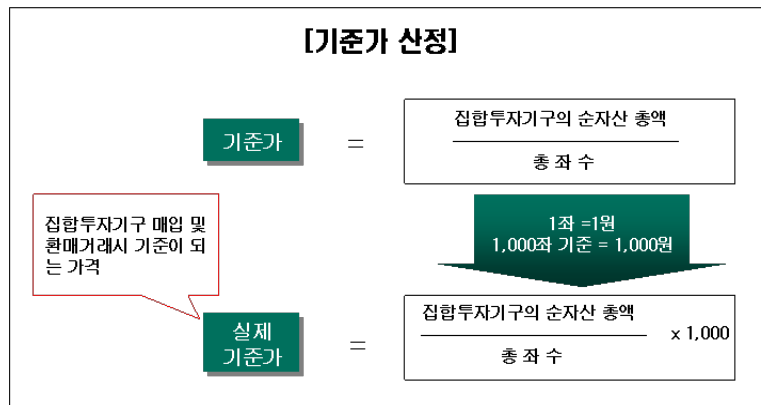 [기준가 산정]
기준가
=
집합투자기구의 순자산 총액
총 좌 수
1좌 =1원
1,000좌 기준 = 1,000원
집합투자기구 매입 및
환매거래시 기준이 되
는 가격
실제
기준가
=
집합투자기구의 순자산 총액
총 좌 수
x 1,000